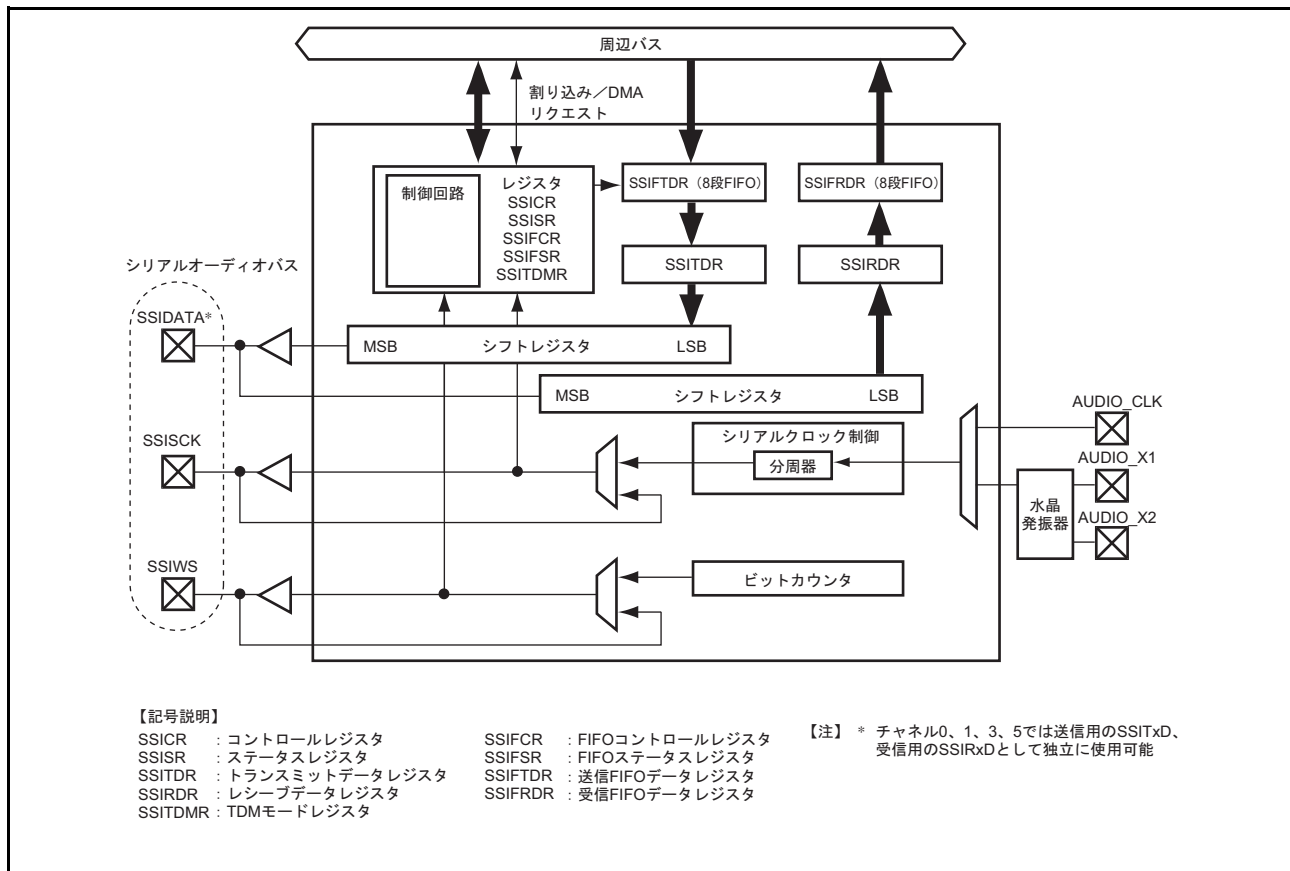 周辺バス
割り込み／DMA
リクエスト
制御回路
レジスタ
SSICR
SSISR
SSIFCR
SSIFSR
SSITDMR
SSIFTDR（8段FIFO）
SSIFRDR（8段FIFO）
SSITDR
SSIRDR
シリアルオーディオバス
SSIDATA*
MSB シフトレジスタ LSB
MSB シフトレジスタ LSB
AUDIO_CLK
シリアルクロック制御
分周器
SSISCK
AUDIO_X1
水晶
発振器
AUDIO_X2
SSIWS
ビットカウンタ
【記号説明】
SSICR ：コントロールレジスタ
SSISR ：ステータスレジスタ
SSITDR ：トランスミットデータレジスタ
SSIRDR ：レシーブデータレジスタ
SSITDMR ：TDMモードレジスタ
SSIFCR ：FIFOコントロールレジスタ
SSIFSR ：FIFOステータスレジスタ
SSIFTDR ：送信FIFOデータレジスタ
SSIFRDR ：受信FIFOデータレジスタ
【注】 * チャネル0、1、3、5では送信用のSSITxD、
受信用のSSIRxDとして独立に使用可能